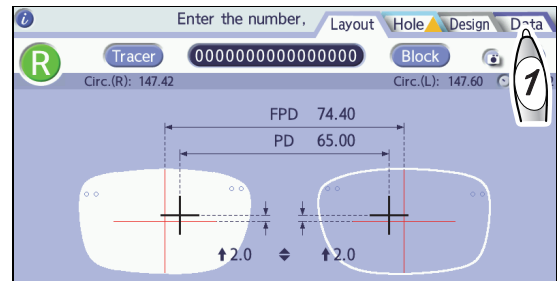 Enter the number, Layout Hole Design Data
R Tracer 0000000000000000 Block
Circ.(R): 147.42 Circ.(L): 147.60
1
FPD 74.40
PD 65.00
2.0 2.0